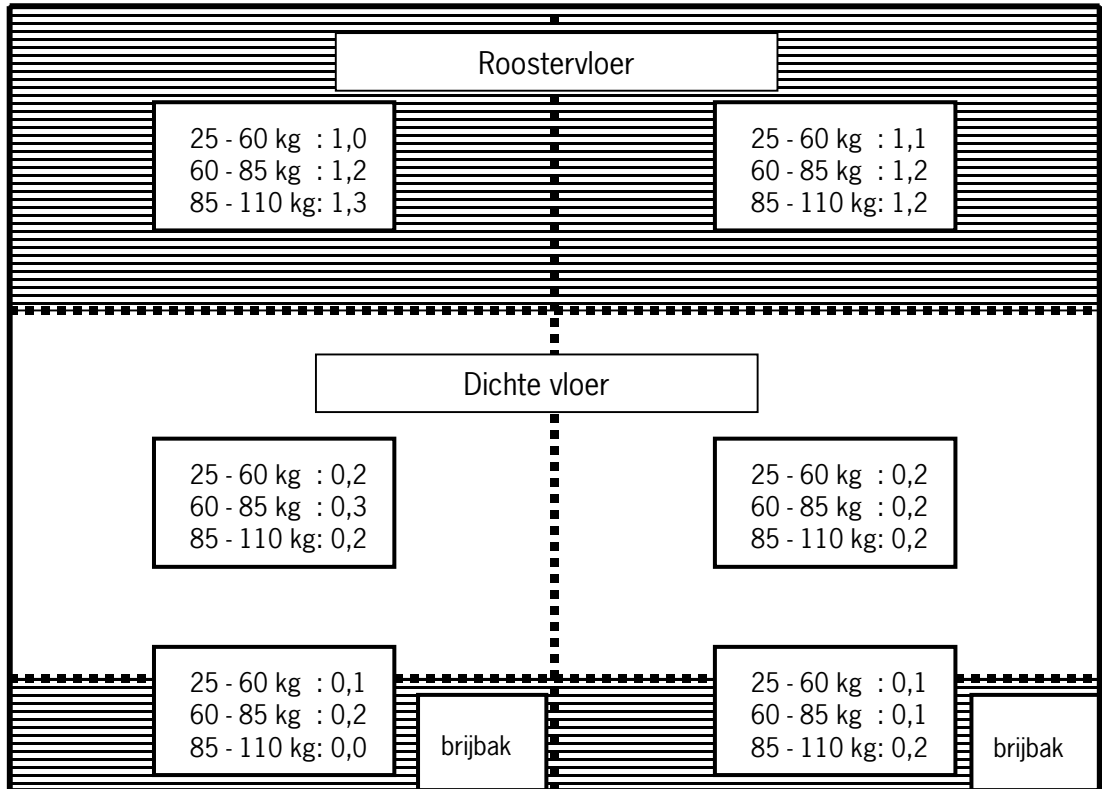 Roostervloer
25 - 60 kg : 1,0
60 - 85 kg : 1,2
85 - 110 kg: 1,3
25 - 60 kg : 1,1
60 - 85 kg : 1,2
85 - 110 kg: 1,2
Dichte vloer
25 - 60 kg : 0,2
60 - 85 kg : 0,3
85 - 110 kg: 0,2
25 - 60 kg : 0,2
60 - 85 kg : 0,2
85 - 110 kg: 0,2
25 - 60 kg : 0,1
60 - 85 kg : 0,2
85 - 110 kg: 0,0
brijbak
25 - 60 kg : 0,1
60 - 85 kg : 0,1
85 - 110 kg: 0,2
brijbak